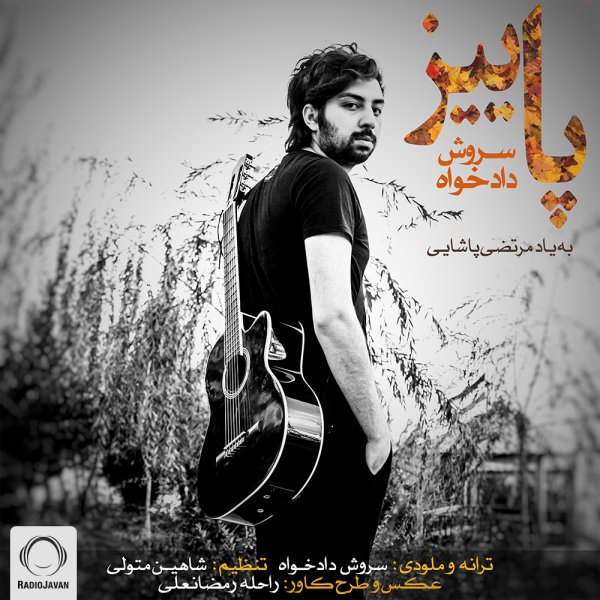 پاییز
سروش
دادخواه
به یاد مرتضی پاشایی
ترانه و ملودی: سروش دادخواه تنظیم: شاهین متولی
عکس و طرح کاور: راحله رمضانعلی
RADIOJAVAN